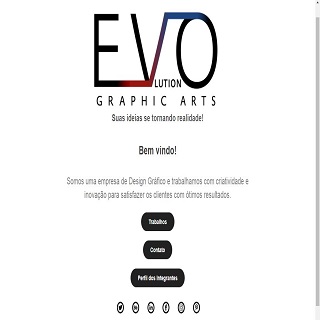 EVO
LUTION
GRAPHIC ARTS
Suas ideias se tornando realidade!
Bem vindo!
Somos uma empresa de Design Gráfico e trabalhamos com criatividade e
inovação para satisfazer os clientes com ótimos resultados.
Trabalhos
Contato
Perfil dos Integrantes